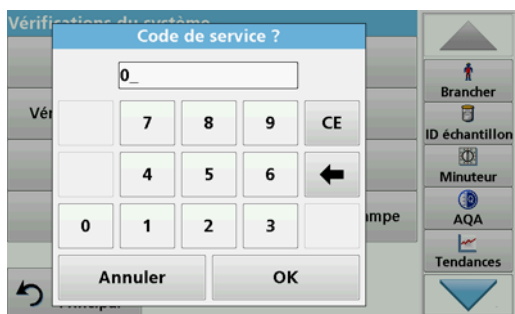 Vérifications du système
Code de service ?
0_
Vér
7 8 9 CE
4 5 6
0 1 2 3
ampe
Annuler OK
Brancher
ID échantillon
Minuteur
AQA
Tendances